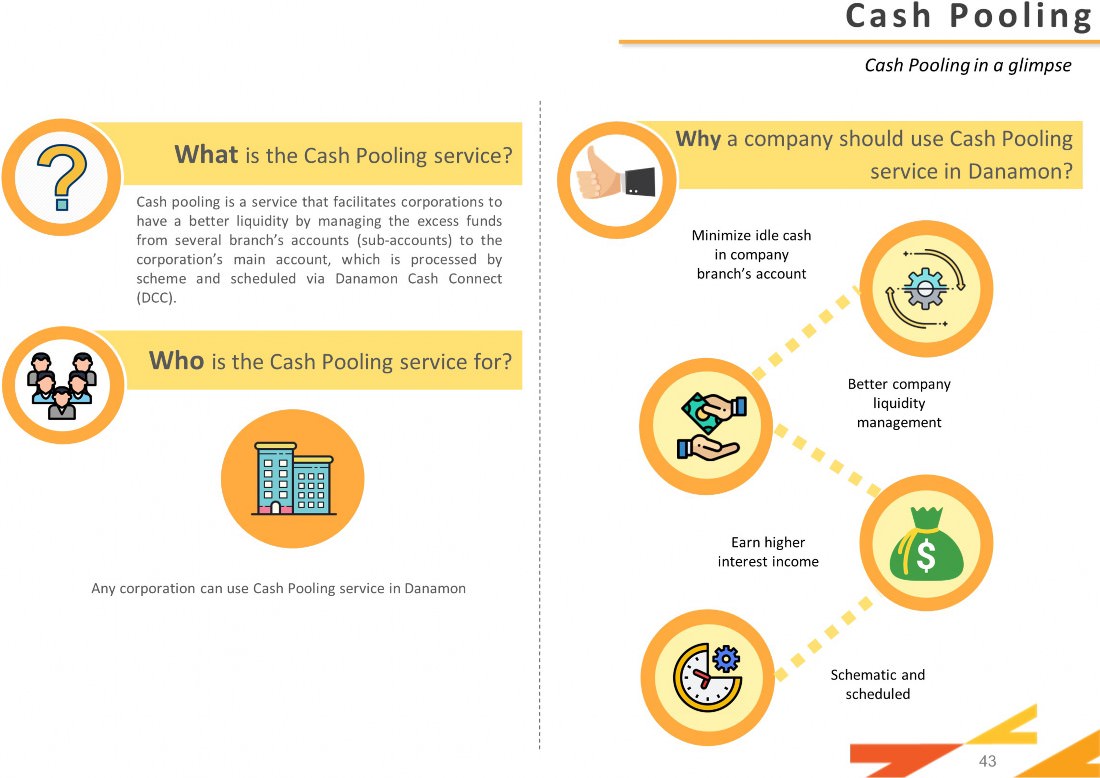 Cash Pooling
Cash Pooling in a glimpse
What is the Cash Pooling service?
Cash pooling is a service that facilitates corporations to
have a better liquidity by managing the excess funds
from several branch's accounts (sub-accounts) to the
corporation's main account, which is processed by
scheme and scheduled via Danamon Cash Connect
(DCC).
Who is the Cash Pooling service for?
Any corporation can use Cash Pooling service in Danamon
Why a company should use Cash Pooling
service in Danamon?
Minimize idle cash
in company
branch's account
Better company
liquidity
management
$
Earn higher
interest income
Schematic and
scheduled
43